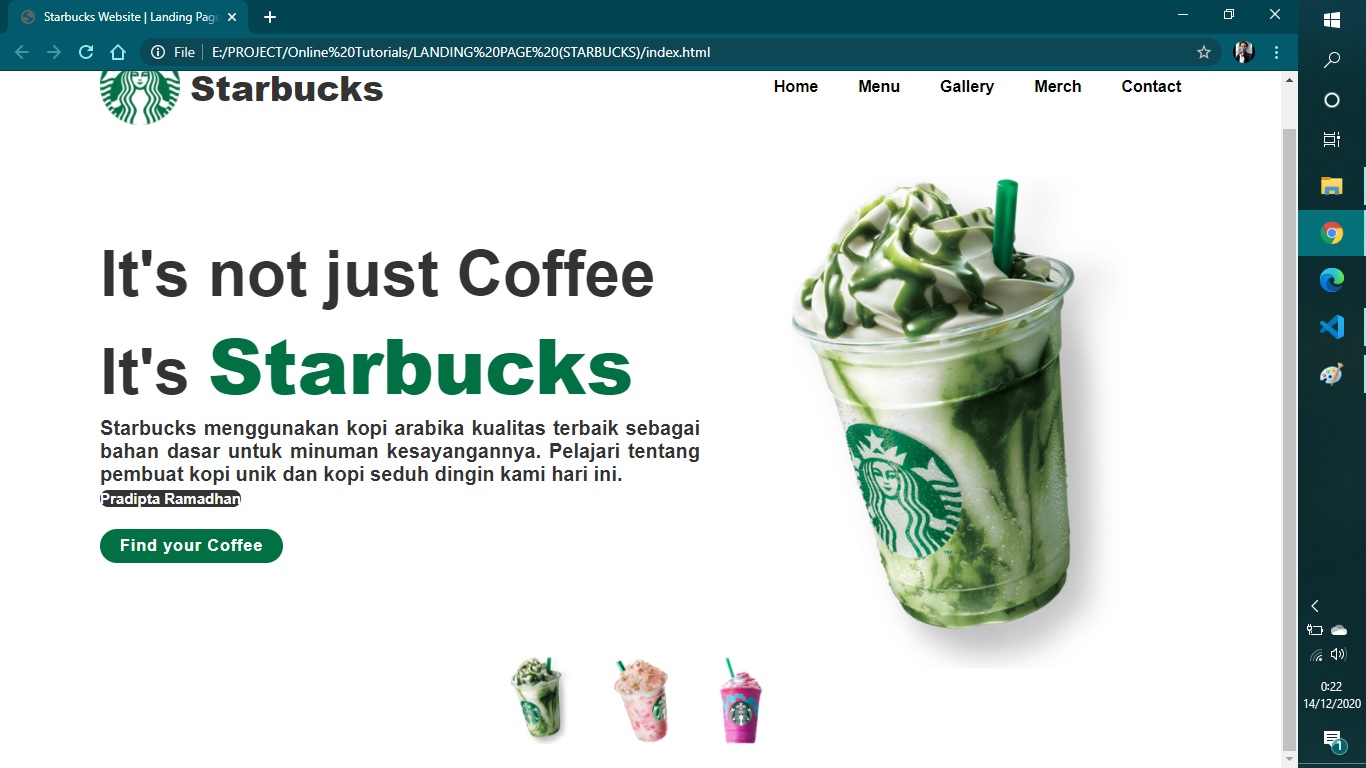 Starbucks Website | Landing Page
File
E:/PROJECT/Online%20Tutorials/LANDING%20PAGE%20(STARBUCKS)/index.html
Starbucks
Home Menu Gallery Merch Contact
It's not just Coffee
It's Starbucks
Starbucks menggunakan kopi arabika kualitas terbaik sebagai
bahan dasar untuk minuman kesayangannya. Pelajari tentang
pembuat kopi unik dan kopi seduh dingin kami hari ini.
Pradipta Ramadhan
Find your Coffee
TM
0:22
14/12/2020
1